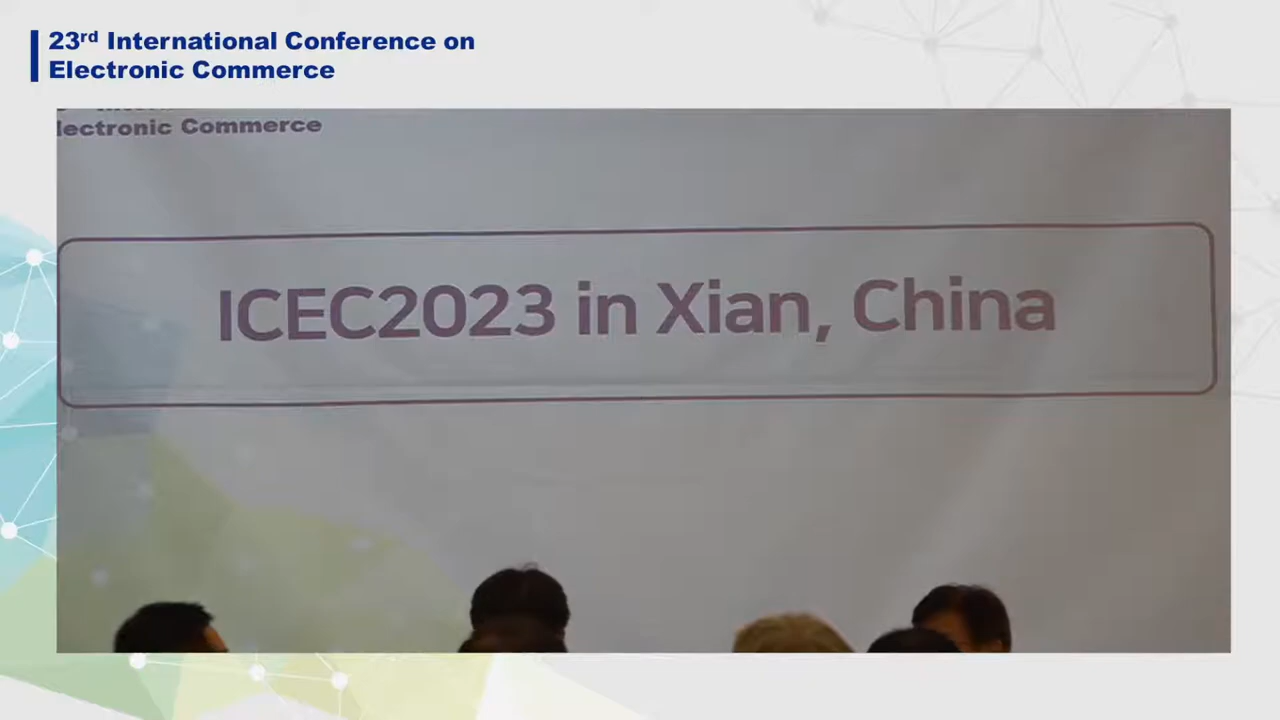 23rd International Conference on
Electronic Commerce
lectronic Commerce
ICEC2023 in Xian, China